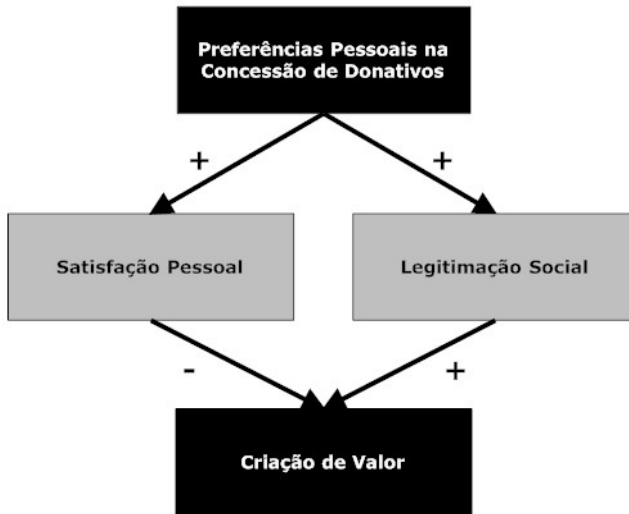 Preferências Pessoais na
Concessão de Donativos
+
+
Satisfação Pessoal
Legitimação Social
-
+
Criação de Valor